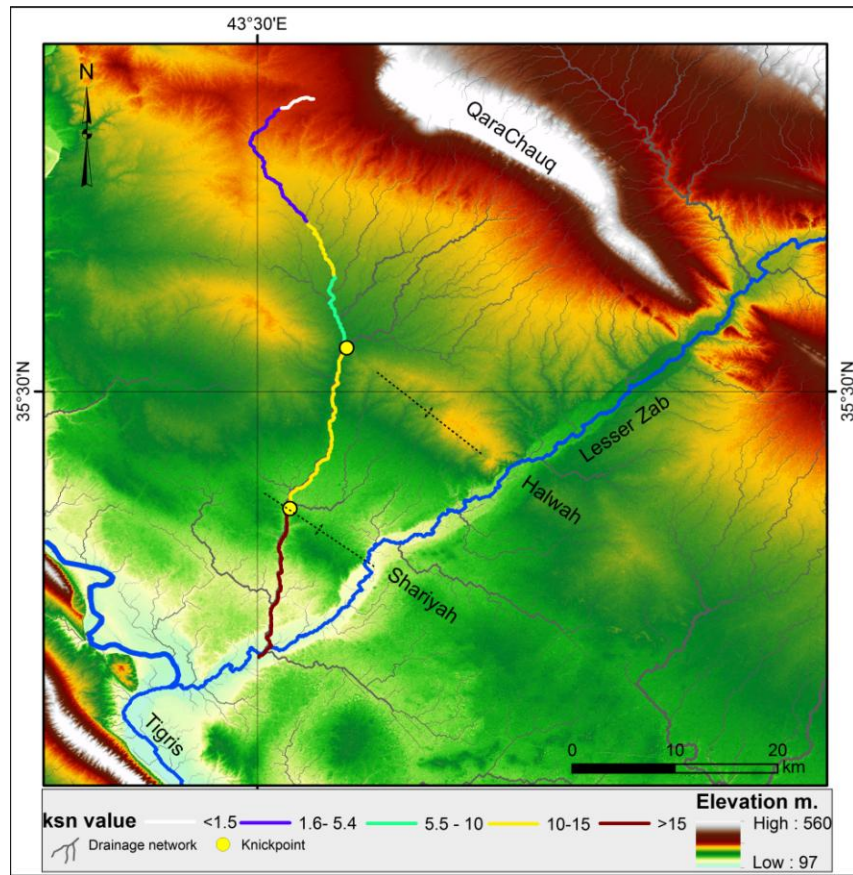 43°30'E
N
QaraChauq
35°30'N
35°30'N
Lesser Zab
Halwah
Shariyah
Tigris
0 10 20
km
ksn value <1.5 1.6- 5.4 5.5 - 10 10-15 >15
Drainage network Knickpoint
Elevation m.
High : 560
Low : 97